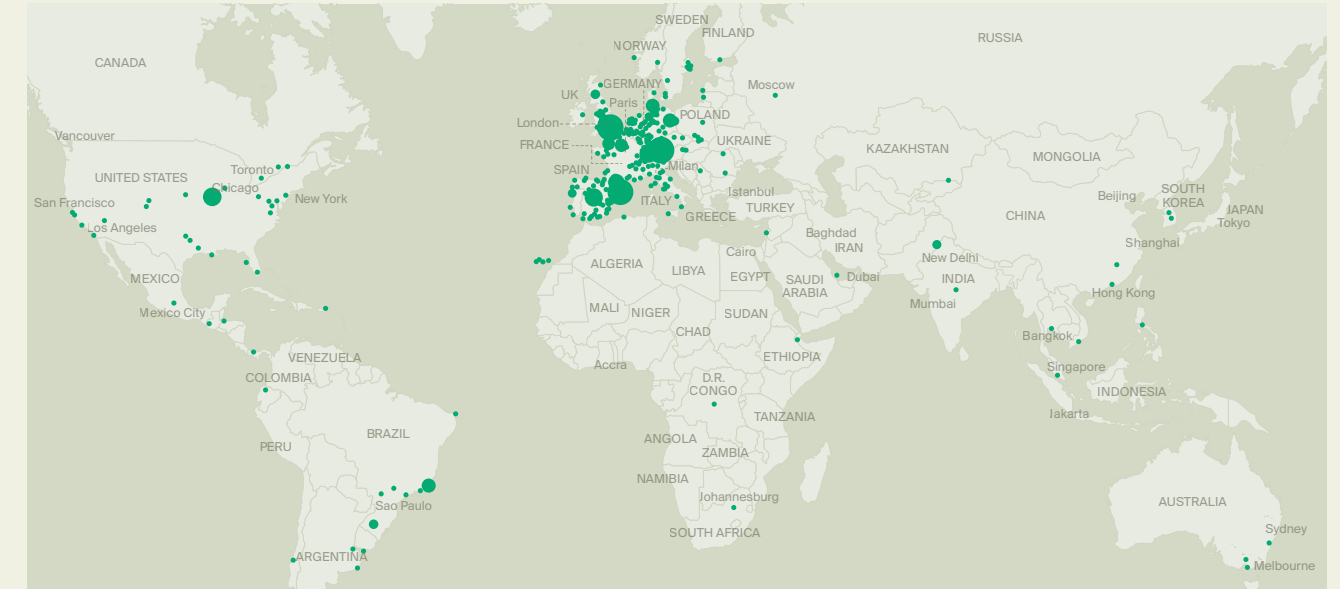 SWEDEN
FINLAND
RUSSIA
NORWAY
CANADA
GERMANY
Moscow
UK
Paris
POLAND
London
Vancouver
FRANCE
UKRAINE
KAZAKHSTAN
MONGOLIA
Toronto
SPAIN
Milan
UNITED STATES
Chicago
San Francisco
New York
Istanbul
Beijing
SOUTH
KOREA
ITALY
TURKEY
GREECE
CHINA
JAPAN
Tokyo
Los Angeles
Baghdad
IRAN
Shanghai
Cairo
New Delhi
ALGERIA
LIBYA
EGYPT
SAUDI
ARABIA
Dubai
INDIA
MEXICO
Hong Kong
Mumbai
Mexico City
MALI
NIGER
SUDAN
CHAD
Bangkok
VENEZUELA
ETHIOPIA
Accra
Singapore
COLOMBIA
D.R.
CONGO
INDONESIA
Jakarta
TANZANIA
BRAZIL
ANGOLA
PERU
ZAMBIA
NAMIBIA
Johannesburg
AUSTRALIA
Sao Paulo
SOUTH AFRICA
Sydney
ARGENTINA
Melbourne